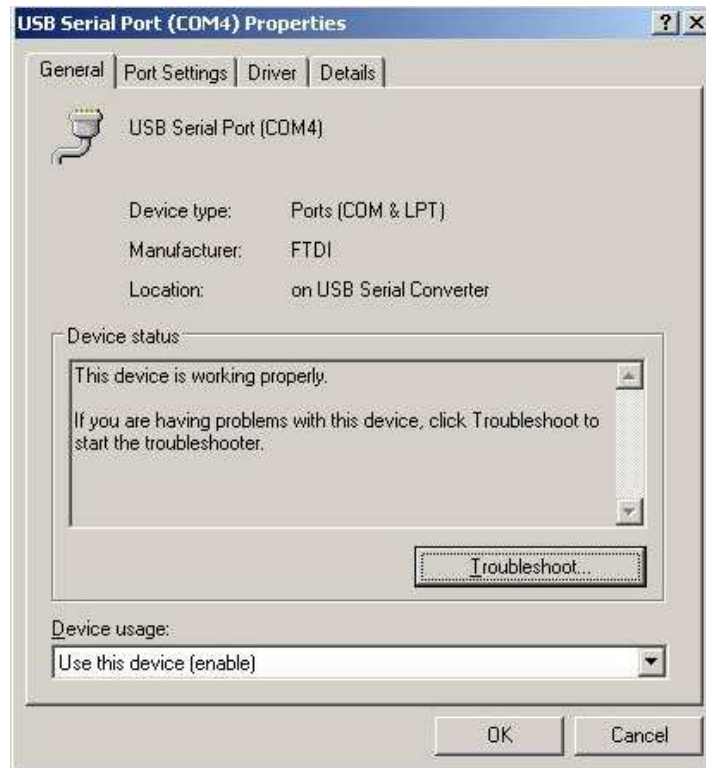 USB Serial Port (COM4) Properties
General Port Settings Driver Details
USB Serial Port (COM4)
Device type: Ports (COM & LPT)
Manufacturer: FTDI
Location: on USB Serial Converter
Device status
This device is working properly.
If you are having problems with this device, click Troubleshoot to
start the troubleshooter.
Troubleshoot...
Device usage:
Use this device (enable)
OK Cancel